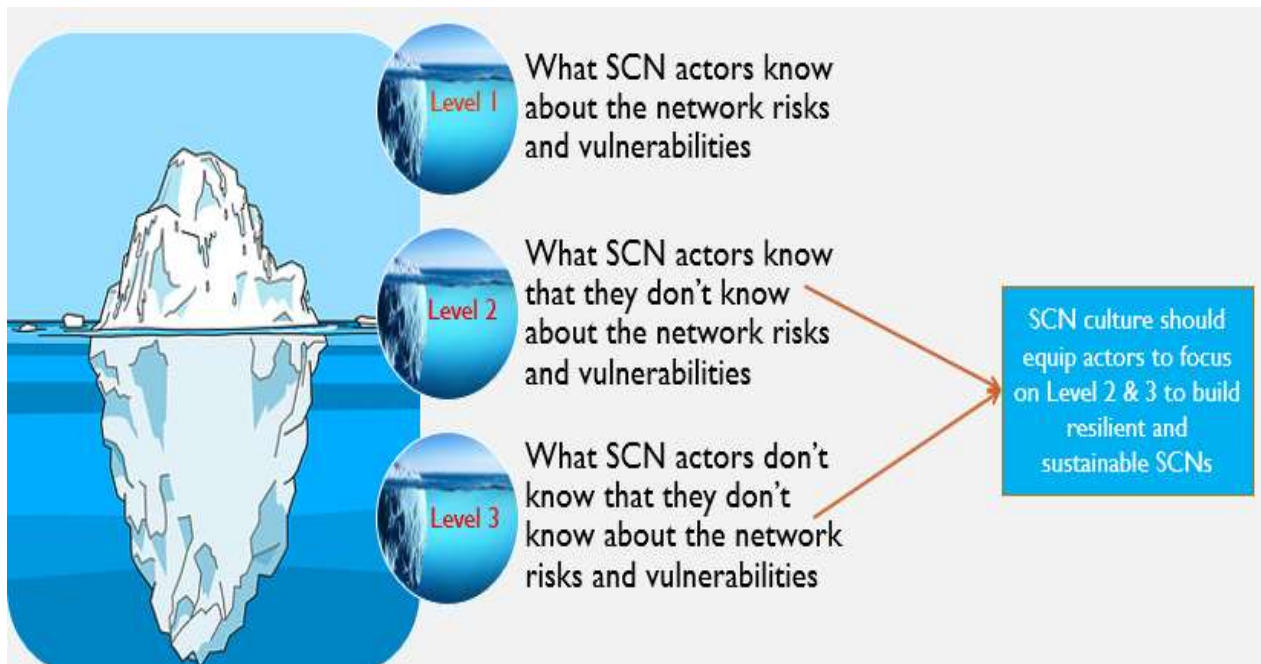 Level 1
What SCN actors know
about the network risks
and vulnerabilities
Level 2
What SCN actors know
that they don't know
about the network risks
and vulnerabilities
Level 3
What SCN actors don't
know that they don't
know about the network
risks and vulnerabilities
SCN culture should
equip actors to focus
on Level 2 & 3 to build
resilient and
sustainable SCNs